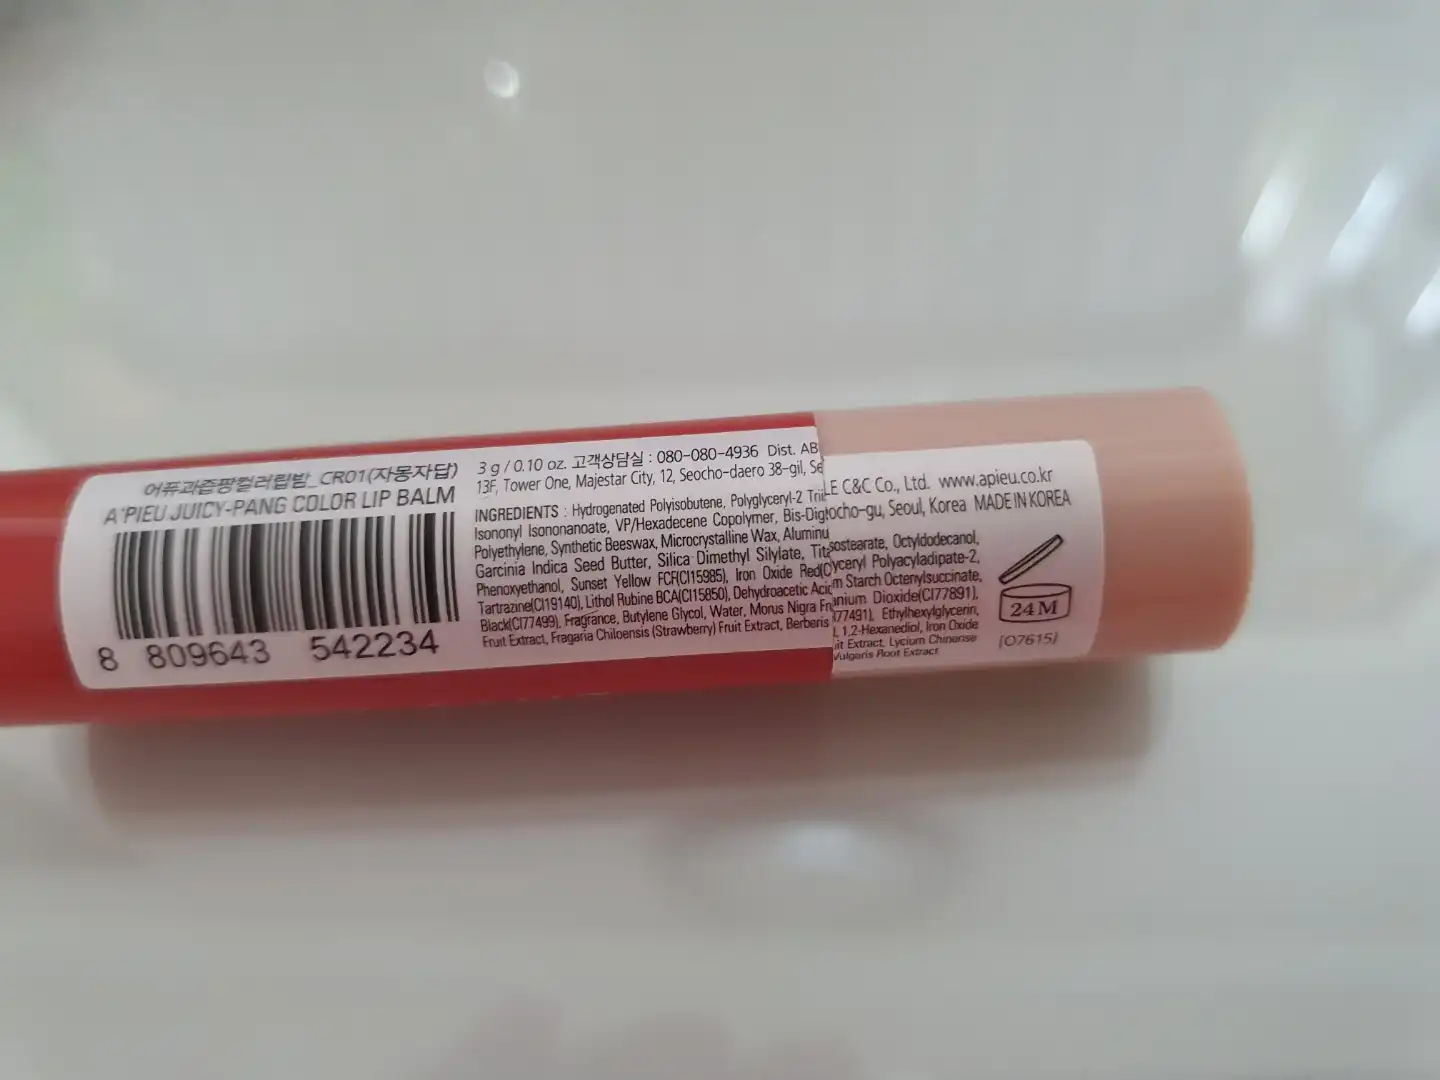 어퓨과즙팡컬러립밤_CR01(자몽자답)
A'PIEU JUICY-PANG COLOR LIP BALM
8 809643 542234
3 g / 0.10 oz. 고객상담실 : 080-080-4936 Dist. AB LE C&C Co., Ltd. www.apieu.co.kr
13F, Tower One, Majestar City, 12, Seocho-daero 38-gil, Se ocho-gu, Seoul, Korea MADE IN KOREA
INGREDIENTS : Hydrogenated Polyisobutene, Polyglyceryl-2 Trii sostearate, Octyldodecanol,
Isononyl Isononanoate, VP/Hexadecene Copolymer, Bis-Dig lyceryl Polyacyladipate-2,
Polyethylene, Synthetic Beeswax, Microcrystalline Wax, Aluminu m Starch Octenylsuccinate,
Garcinia Indica Seed Butter, Silica Dimethyl Silylate, Tit anium Dioxide(CI77891),
Phenoxyethanol, Sunset Yellow FCF(CI15985), Iron Oxide Red(C I77491), Ethylhexylglycerin,
Tartrazine(CI19140), Lithol Rubine BCA(CI15850), Dehydroacetic Aci d, 1,2-Hexanediol, Iron Oxide
Black(CI77499), Fragrance, Butylene Glycol, Water, Morus Nigra Fr uit Extract, Lycium Chinense
Fruit Extract, Fragaria Chiloensis (Strawberry) Fruit Extract, Berberis Vulgaris Root Extract
24M
[O7615]